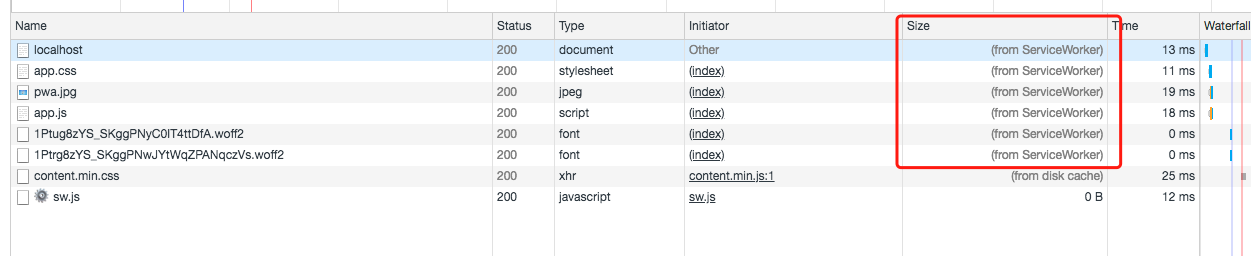 Name Status Type Initiator Size Time Waterfall
localhost 200 document Other (from ServiceWorker) 13 ms
app.css 200 stylesheet (index) (from ServiceWorker) 11 ms
pwa.jpg 200 jpeg (index) (from ServiceWorker) 19 ms
app.js 200 script (index) (from ServiceWorker) 18 ms
1Ptug8zYS_SKggPNyC0IT4ttDfA.woff2 200 font (index) (from ServiceWorker) 0 ms
1Ptrg8zYS_SKggPNwJYtWqZPANqczVs.woff2 200 font (index) (from ServiceWorker) 0 ms
content.min.css 200 xhr content.min.js:1 (from disk cache) 25 ms
sw.js 200 javascript sw.js 0 B 12 ms